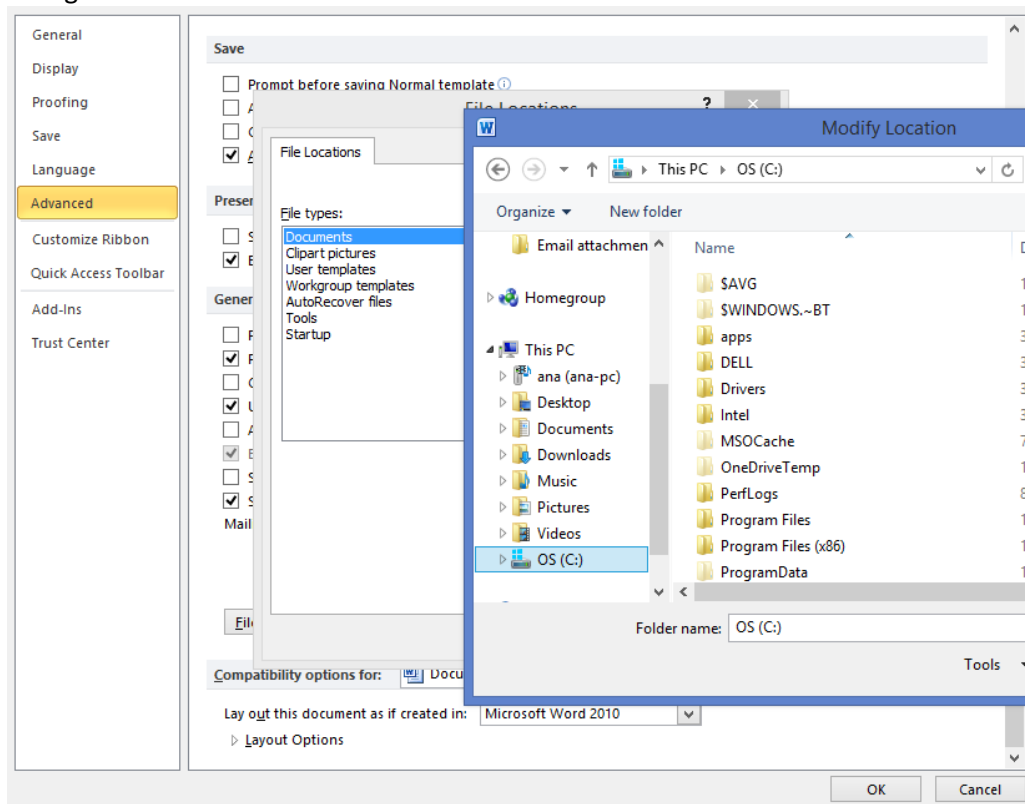 General
Display
Proofing
Save
Language
Advanced
Customize Ribbon
Quick Access Toolbar
Add-Ins
Trust Center
Save
Prompt before saving Normal template
File Locations
?
File Locations
File types:
Documents
Clipart pictures
User templates
Workgroup templates
AutoRecover files
Tools
Startup
Modify Location
This PC
OS (C:)
Organize
New folder
Email attachmen
Homegroup
This PC
ana (ana-pc)
Desktop
Documents
Downloads
Music
Pictures
Videos
OS (C:)
Name
$AVG
$WINDOWS.~BT
apps
DELL
Drivers
Intel
MSOCache
OneDriveTemp
PerfLogs
Program Files
Program Files (x86)
ProgramData
Folder name: OS (C:)
Tools
Preser
Gener
Mail
File
Compatibility options for: Docu
Lay out this document as if created in: Microsoft Word 2010
Layout Options
OK
Cancel